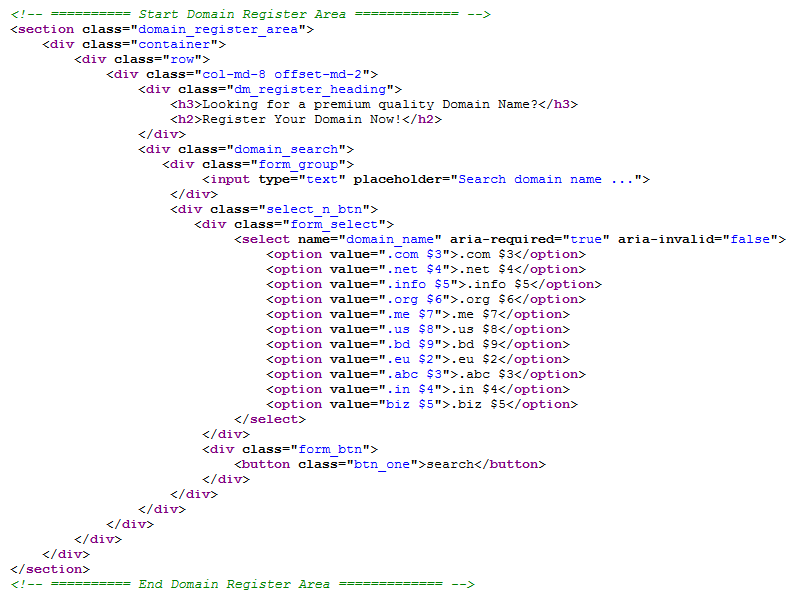 <!-- ========== Start Domain Register Area ============= -->
<section class="domain_register_area">
<div class="container">
<div class="row">
<div class="col-md-8 offset-md-2">
<div class="dm_register_heading">
<h3>Looking for a premium quality Domain Name?</h3>
<h2>Register Your Domain Now!</h2>
</div>
<div class="domain_search">
<div class="form_group">
<input type="text" placeholder="Search domain name ...">
</div>
<div class="select_n_btn">
<div class="form_select">
<select name="domain_name" aria-required="true" aria-invalid="false">
<option value=".com $3">.com $3</option>
<option value=".net $4">.net $4</option>
<option value=".info $5">.info $5</option>
<option value=".org $6">.org $6</option>
<option value=".me $7">.me $7</option>
<option value=".us $8">.us $8</option>
<option value=".bd $9">.bd $9</option>
<option value=".eu $2">.eu $2</option>
<option value=".abc $3">.abc $3</option>
<option value=".in $4">.in $4</option>
<option value="biz $5">.biz $5</option>
</select>
</div>
<div class="form_btn">
<button class="btn_one">search</button>
</div>
</div>
</div>
</div>
</div>
</div>
</section>
<!-- ========== End Domain Register Area ============= -->